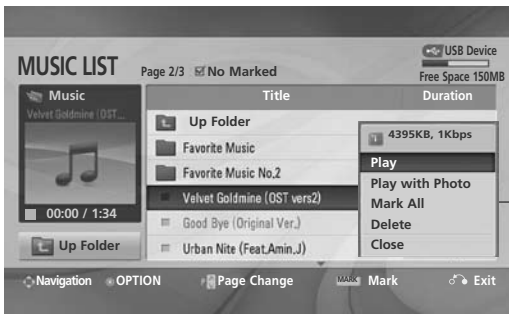 USB Device
MUSIC LIST
Page 2/3
No Marked
Free Space 150MB
Music
Title
Duration
Velvet Goldmine (OST...
Up Folder
Favorite Music
Favorite Music No,2
Velvet Goldmine (OST vers2)
Good Bye (Original Ver,)
Urban Nite (Feat,Amin,J)
4395KB, 1Kbps
Play
Play with Photo
Mark All
Delete
Close
00:00 / 1:34
Up Folder
Navigation
OPTION
Page Change
MARK
Mark
Exit